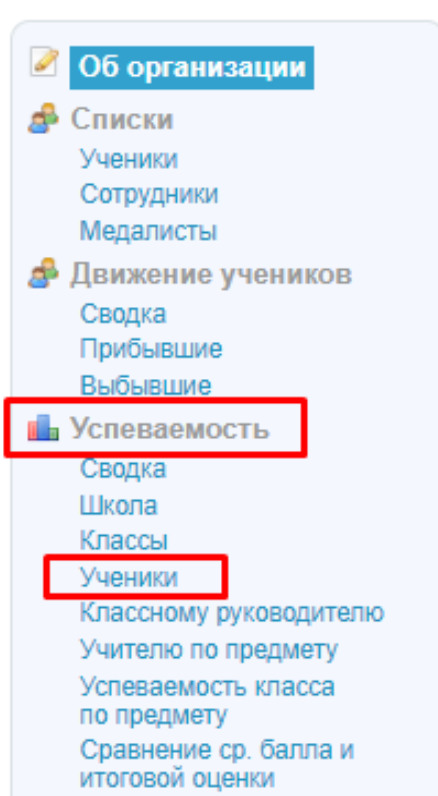 Об организации
Списки
Ученики
Сотрудники
Медалисты
Движение учеников
Сводка
Прибывшие
Выбывшие
Успеваемость
Сводка
Школа
Классы
Ученики
Классному руководителю
Учителю по предмету
Успеваемость класса
по предмету
Сравнение ср. балла и
итоговой оценки